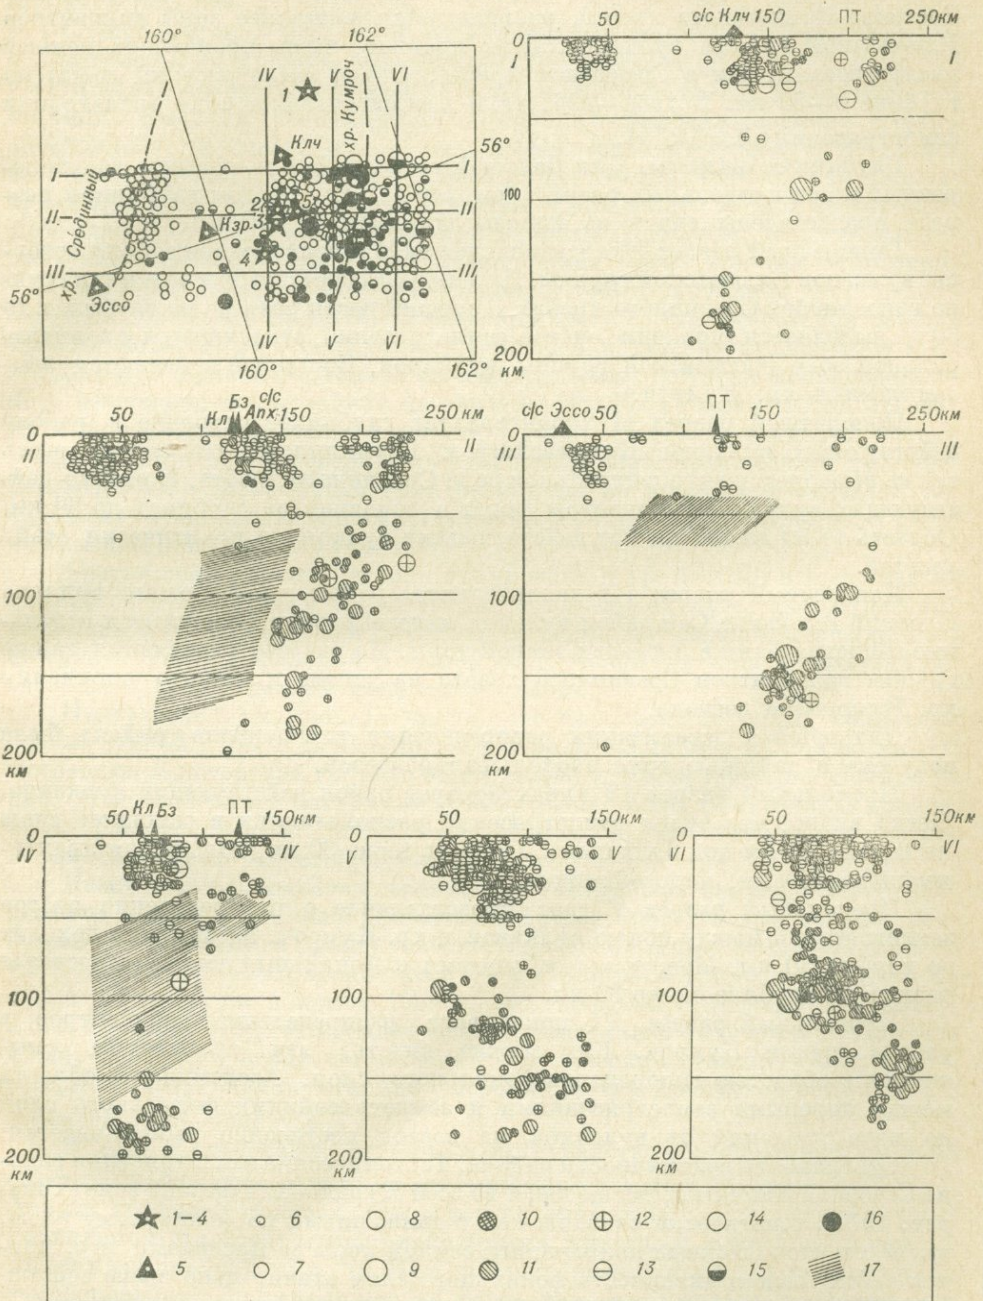 160° 162°
IV V VI
1
хр. Кумроч
Клч
56°
I I
2
II II
Кзр. 3
4
III III
хр. Срединный
56° Эссо
IV V VI
160° 162°
50 с/с Клч 150 ПТ 250км
0
I I
100
200
км
Бз с/с
50 Кл Апх 150 250 км
0
II II
100
200
км
с/с Эссо 50 ПТ 150 250км
0
III III
100
200
км
Кл Бз ПТ
50 150км
0
IV IV
100
200
км
50 150км
0
V V
100
200
км
50 150км
0
VI VI
100
200
км
1–4 6 8 10 12 14 16
5 7 9 11 13 15 17